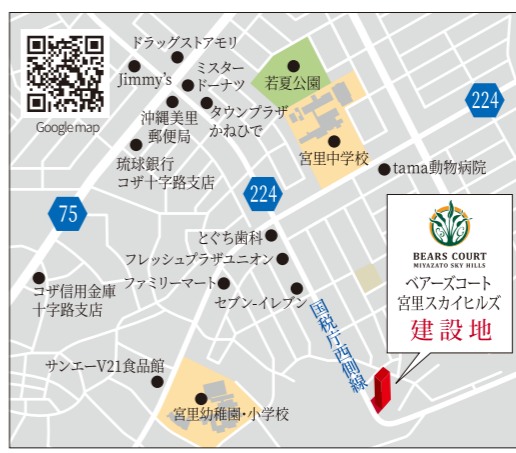 Google map
ドラッグストアモリ
Jimmy's
ミスター
ドーナツ
沖縄美里
郵便局
タウンプラザ
かねひで
琉球銀行
コザ十字路支店
若夏公園
宮里中学校
224
tama動物病院
224
75
とぐち歯科
フレッシュプラザユニオン
ファミリーマート
セブン-イレブン
コザ信用金庫
十字路支店
国税庁西側線
BEARS COURT
MIYAZATO SKY HILLS
ベアーズコート
宮里スカイヒルズ
建設地
サンエーV21食品館
宮里幼稚園・小学校